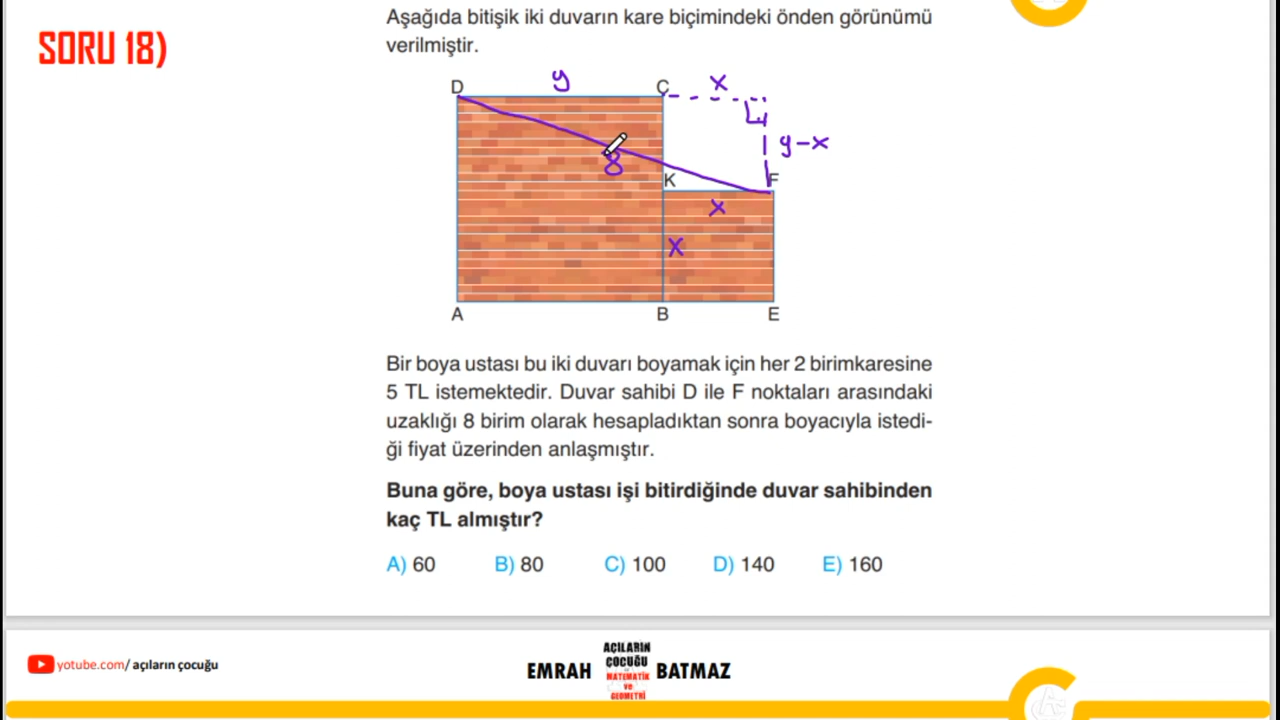 Aşağıda bitişik iki duvarın kare biçimindeki önden görünümü
verilmiştir.
SORU 18)
y
x
D
C
y-x
8
K
F
x
x
A
B
E
Bir boya ustası bu iki duvarı boyamak için her 2 birimkaresine
5 TL istemektedir. Duvar sahibi D ile F noktaları arasındaki
uzaklığı 8 birim olarak hesapladıktan sonra boyacıyla istedi-
ği fiyat üzerinden anlaşmıştır.
Buna göre, boya ustası işi bitirdiğinde duvar sahibinden
kaç TL almıştır?
A) 60 B) 80 C) 100 D) 140 E) 160
yotube.com/ açıların çocuğu
EMRAH
AÇILARIN
ÇOCUĞU
MATEMATİK
ve
GEOMETRİ
BATMAZ